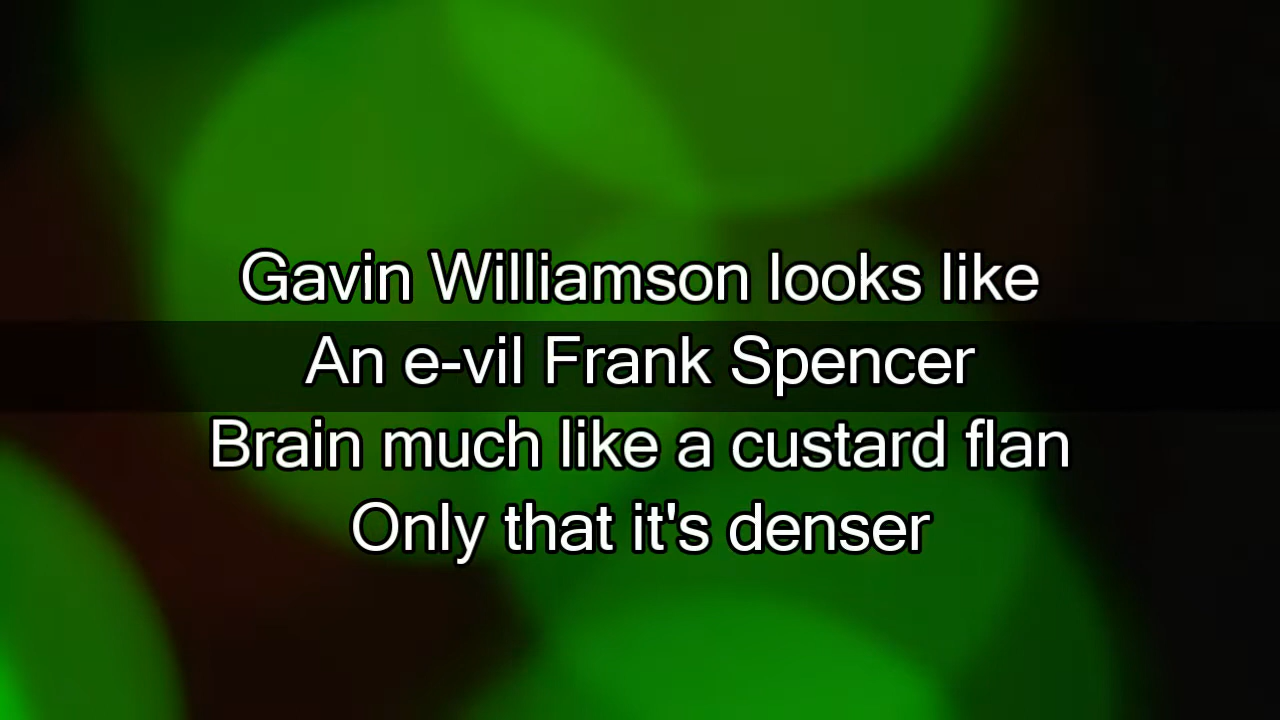 Gavin Williamson looks like
An e-vil Frank Spencer
Brain much like a custard flan
Only that it's denser